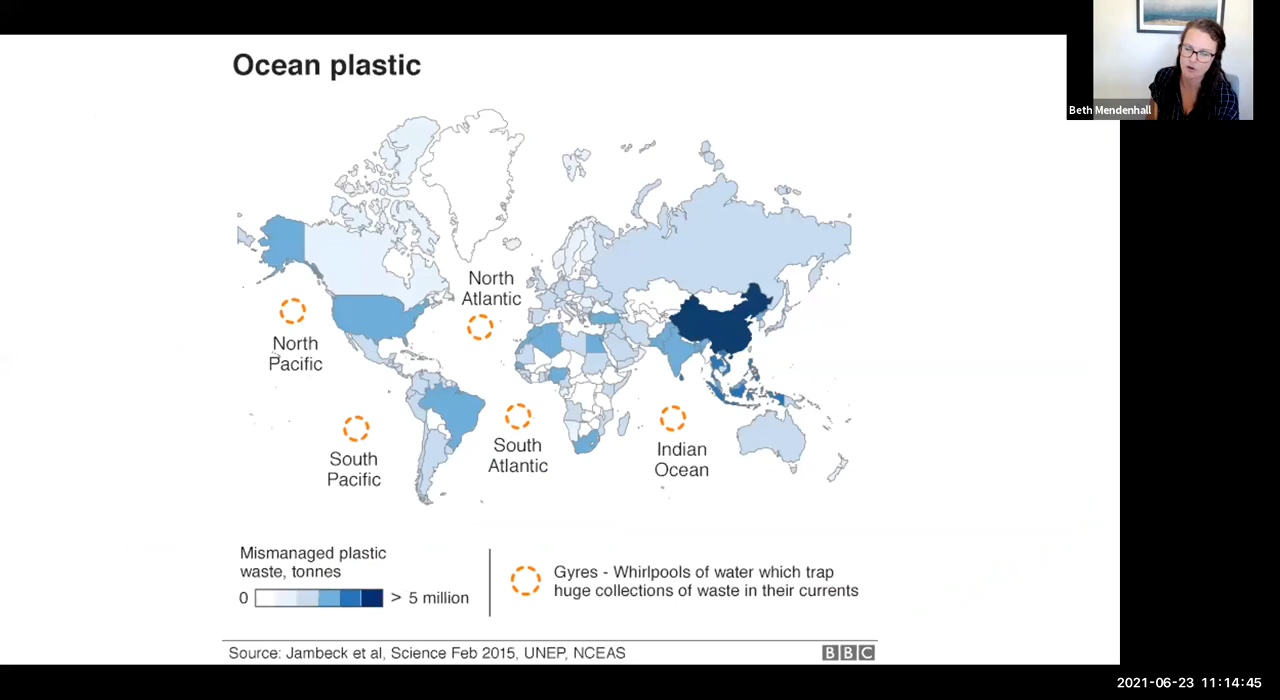 Ocean plastic
Beth Mendenhall
North
Atlantic
North
Pacific
South
Pacific
South
Atlantic
Indian
Ocean
Mismanaged plastic
waste, tonnes
0
> 5 million
Gyres - Whirlpools of water which trap
huge collections of waste in their currents
Source: Jambeck et al, Science Feb 2015, UNEP, NCEAS
BBC
2021-06-23 11:14:45